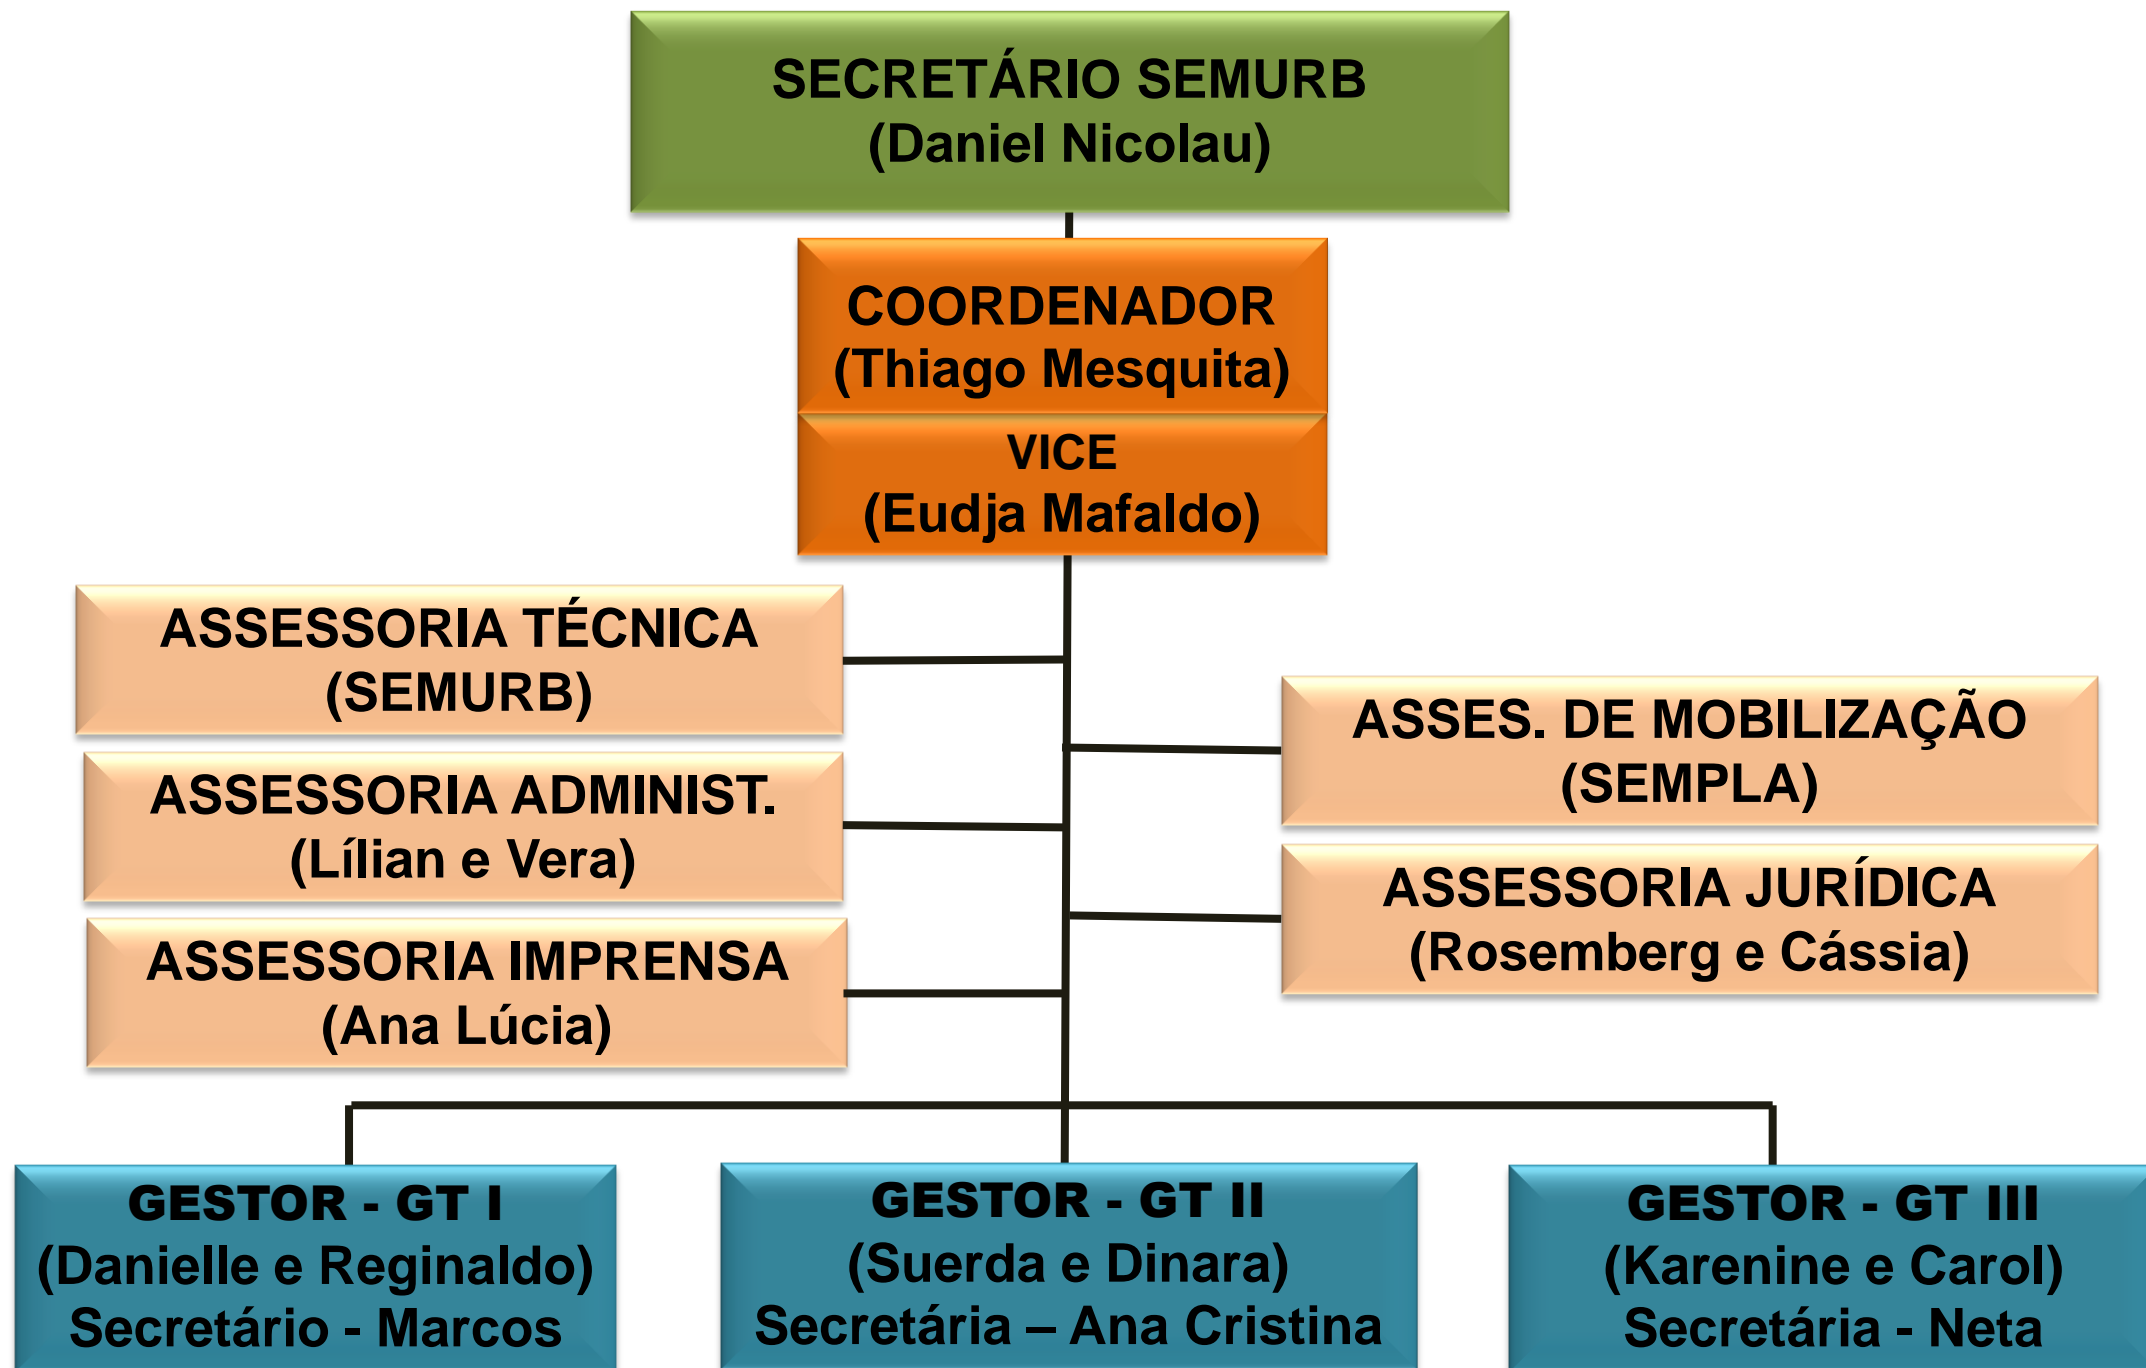 SECRETÁRIO SEMURB
(Daniel Nicolau)
COORDENADOR
(Thiago Mesquita)
VICE
(Eudja Mafaldo)
ASSESSORIA TÉCNICA
(SEMURB)
ASSES. DE MOBILIZAÇÃO
(SEMPLA)
ASSESSORIA ADMINIST.
(Lílian e Vera)
ASSESSORIA JURÍDICA
(Rosemberg e Cássia)
ASSESSORIA IMPRENSA
(Ana Lúcia)
GESTOR - GT I
(Danielle e Reginaldo)
Secretário - Marcos
GESTOR - GT II
(Suerda e Dinara)
Secretária – Ana Cristina
GESTOR - GT III
(Karenine e Carol)
Secretária - Neta